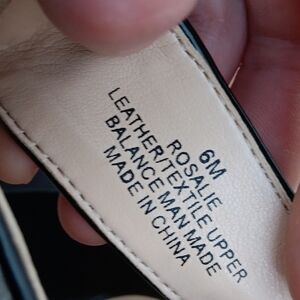 6M
ROSALIE
LEATHER/TEXTILE UPPER
BALANCE MAN MADE
MADE IN CHINA